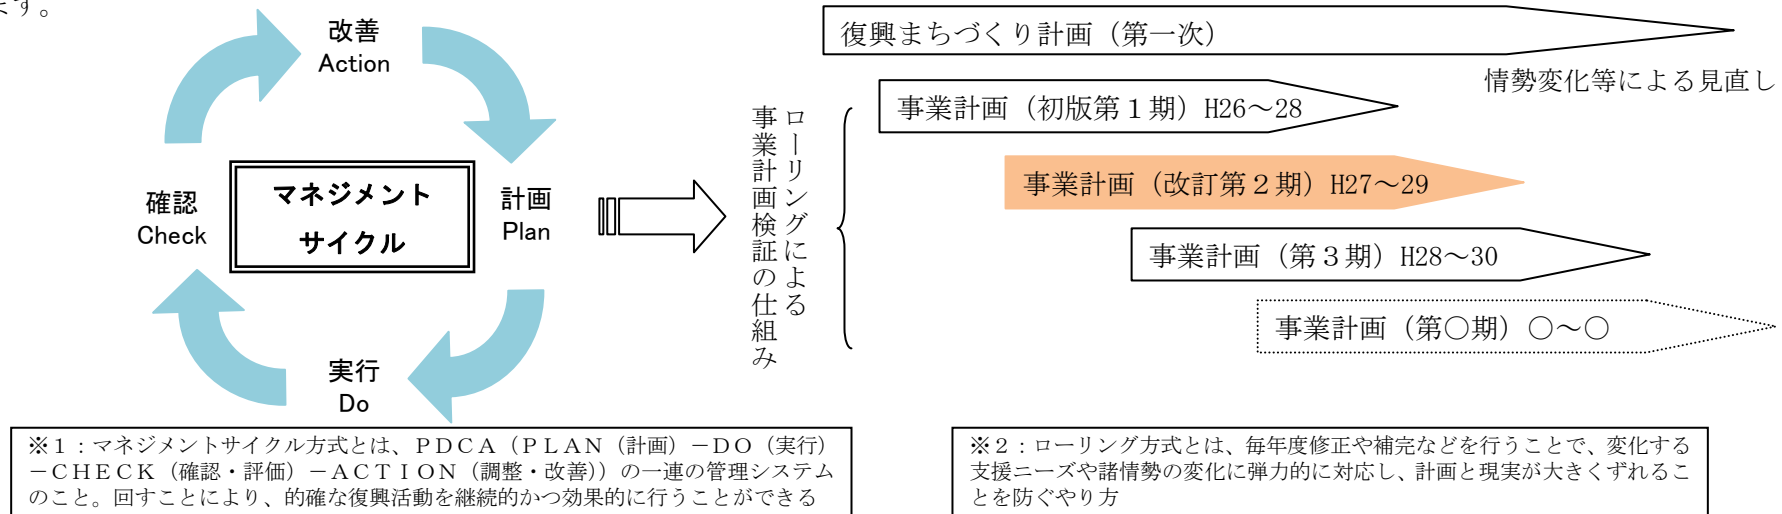 ます。
改善
Action
計画
Plan
実行
Do
確認
Check
マネジメント
サイクル
ローリングによる
事業計画検証の仕組み
復興まちづくり計画（第一次）
情勢変化等による見直し
事業計画（初版第１期）H26～28
事業計画（改訂第２期）H27～29
事業計画（第３期）H28～30
事業計画（第○期）○～○
※１：マネジメントサイクル方式とは、ＰＤＣＡ（ＰＬＡＮ（計画）－ＤＯ（実行）
－ＣＨＥＣＫ（確認・評価）－ＡＣＴＩＯＮ（調整・改善））の一連の管理システム
のこと。回すことにより、的確な復興活動を継続的かつ効果的に行うことができる
※２：ローリング方式とは、毎年度修正や補完などを行うことで、変化する
支援ニーズや諸情勢の変化に弾力的に対応し、計画と現実が大きくずれるこ
とを防ぐやり方